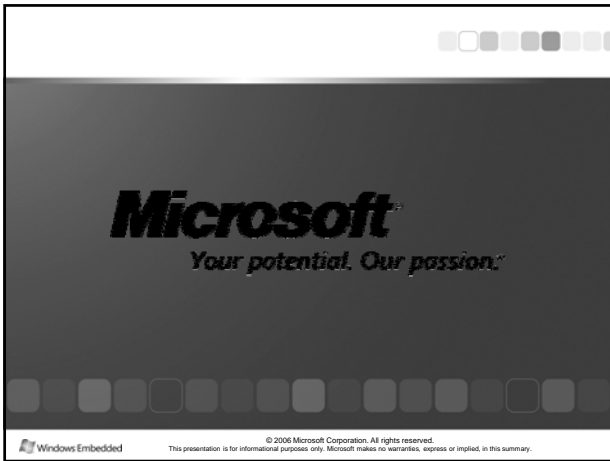 Microsoft®
Your potential. Our passion.™
Windows Embedded
© 2006 Microsoft Corporation. All rights reserved.
This presentation is for informational purposes only. Microsoft makes no warranties, express or implied, in this summary.